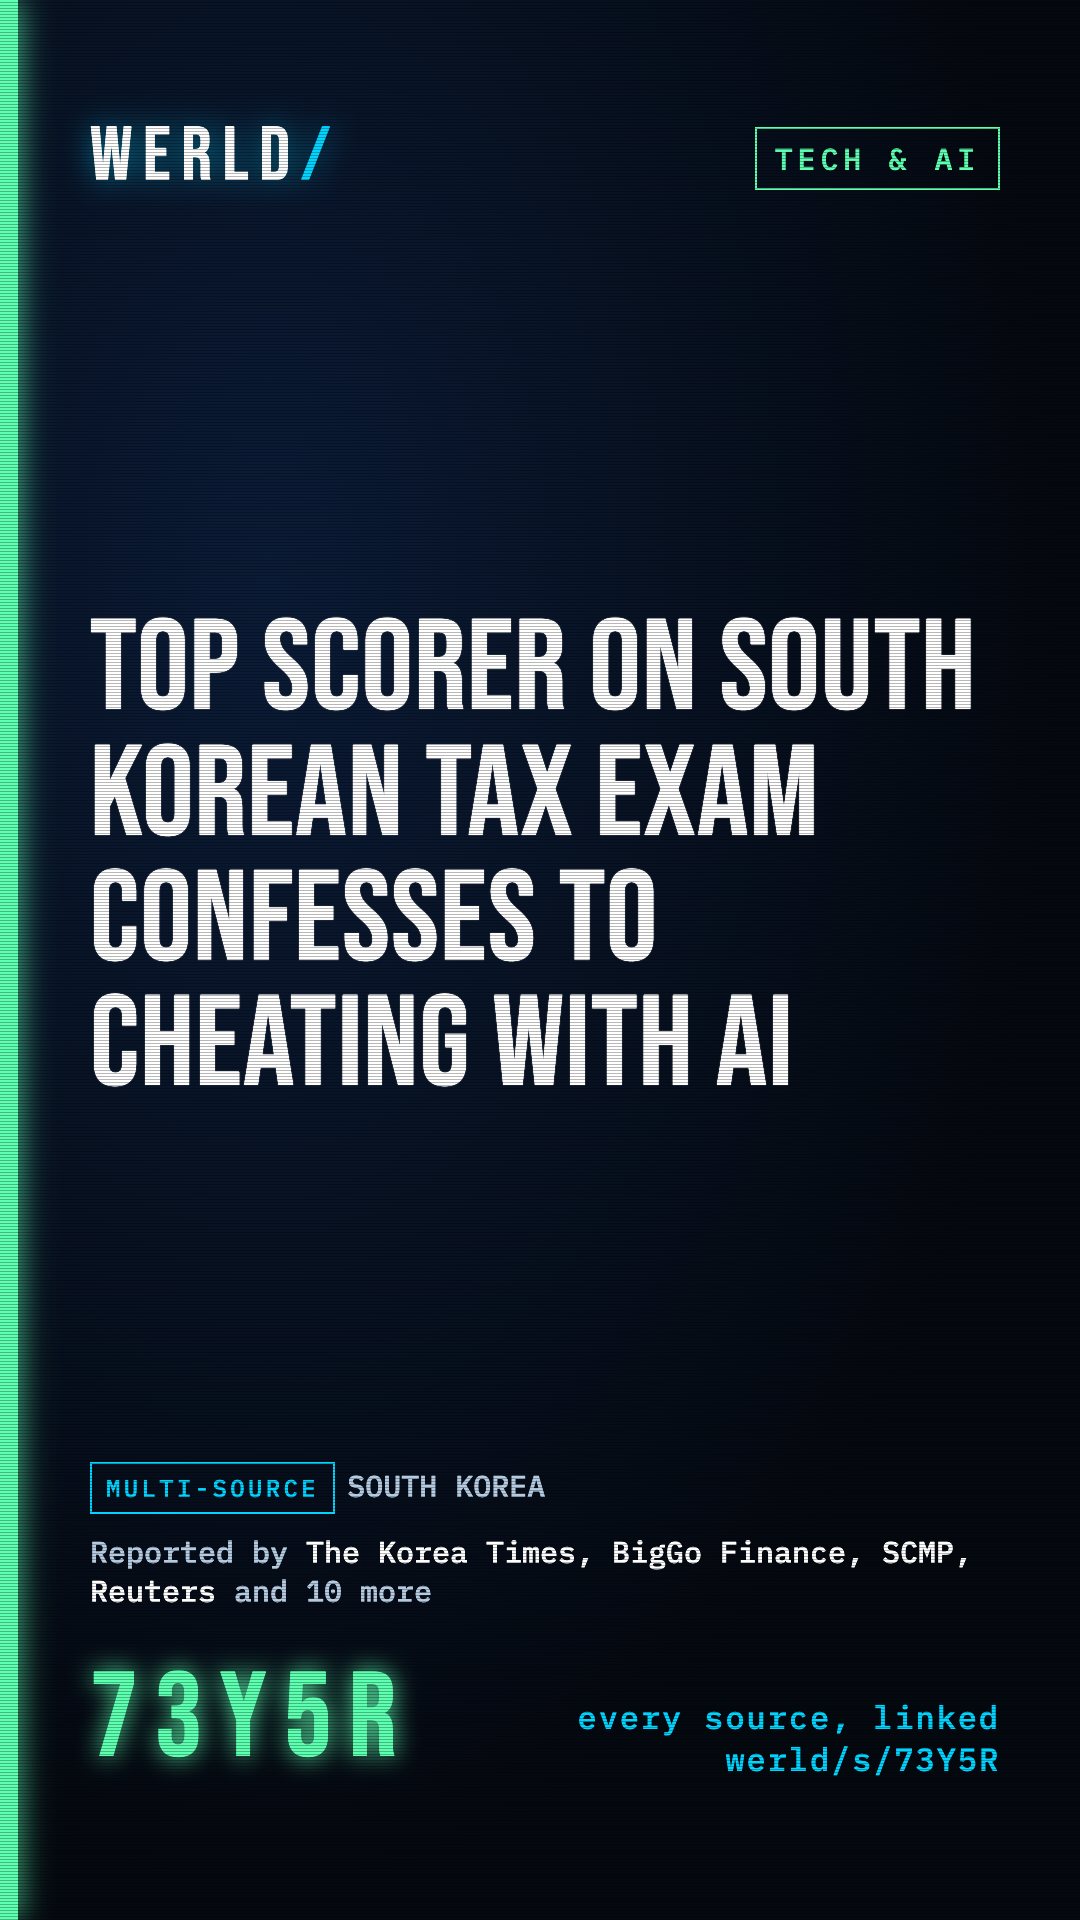 WERLD/
TECH & AI
TOP SCORER ON SOUTH
KOREAN TAX EXAM
CONFESSES TO
CHEATING WITH AI
MULTI-SOURCE SOUTH KOREA
Reported by The Korea Times, BigGo Finance, SCMP,
Reuters and 10 more
73Y5R
every source, linked
werld/s/73Y5R